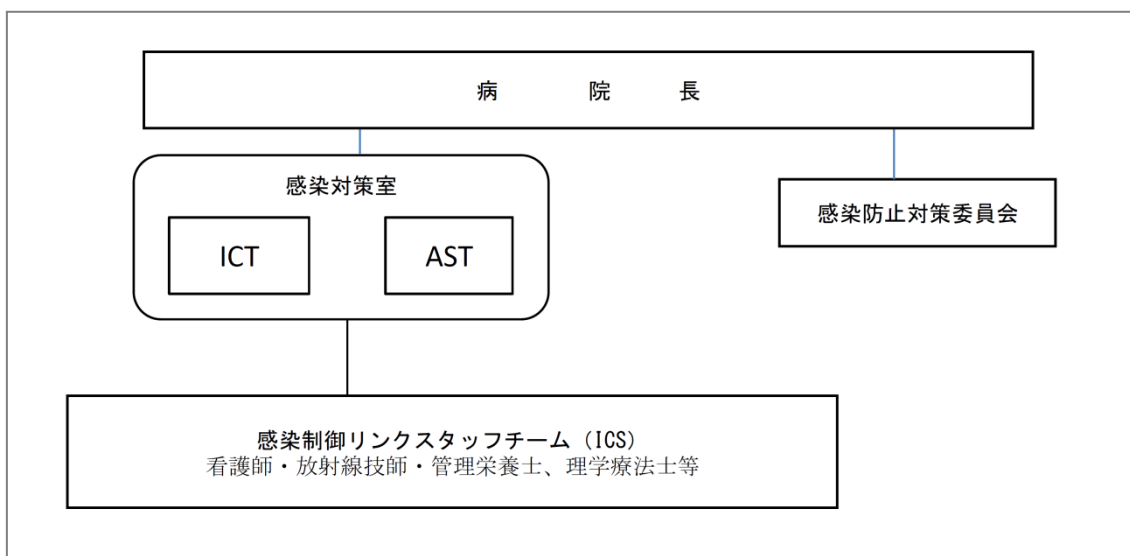 病院長
感染対策室
感染防止対策委員会
ICT
AST
感染制御リンクスタッフチーム（ICS）
看護師・放射線技師・管理栄養士、理学療法士等